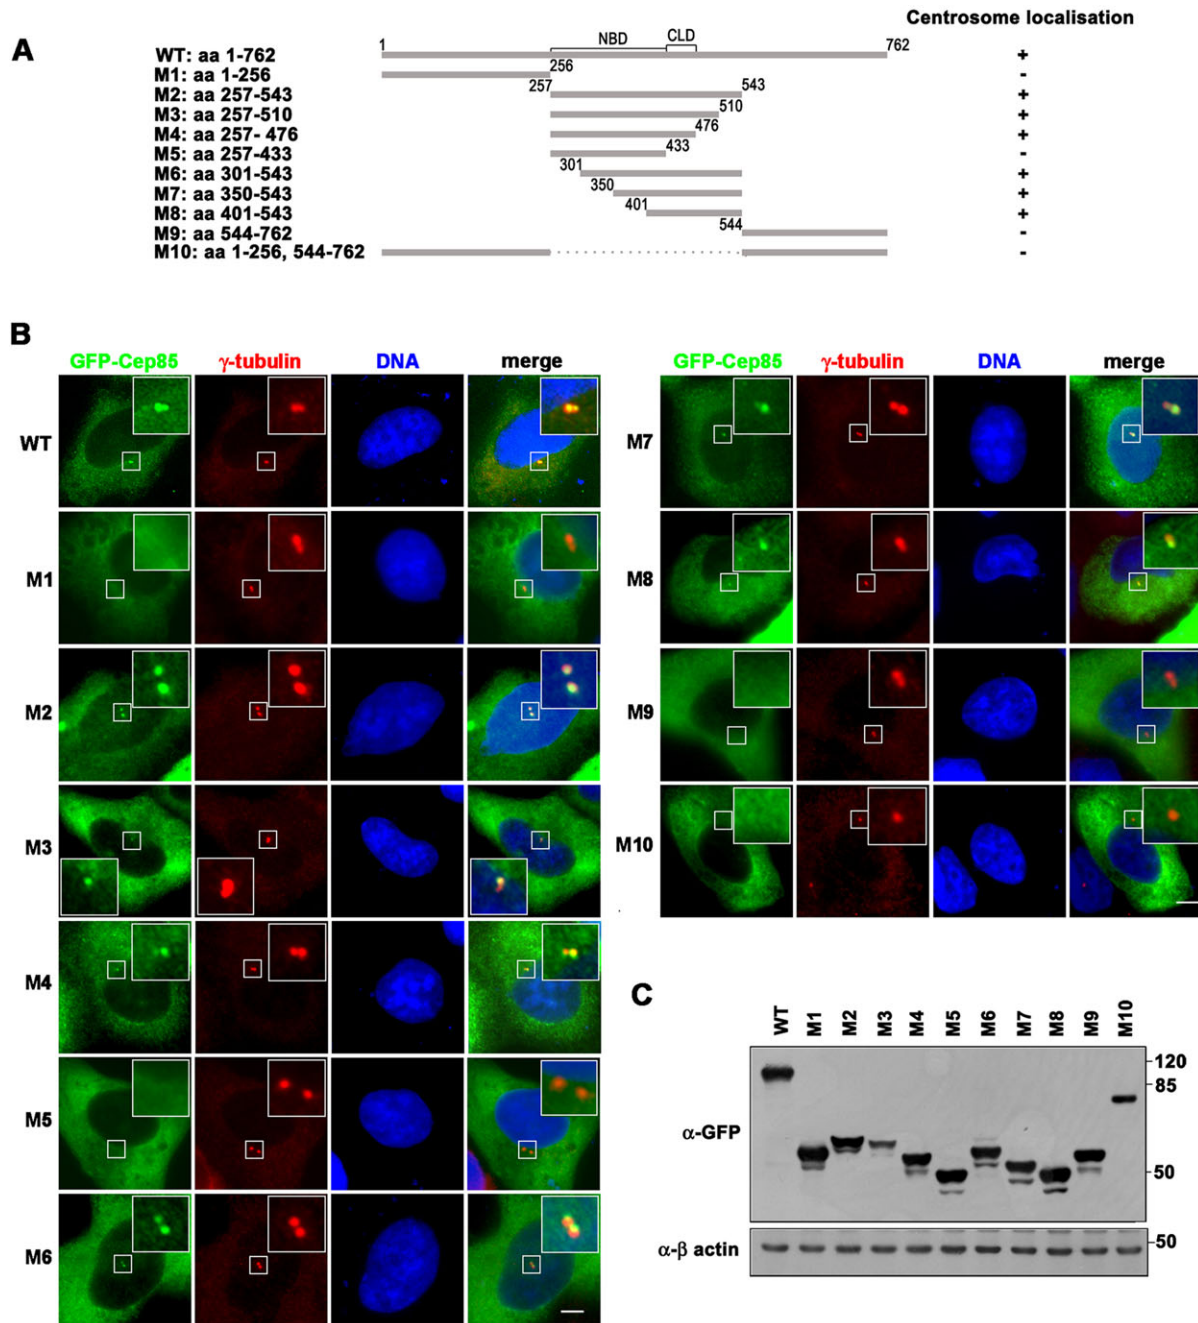 A
Centrosome localisation
1 NBD CLD 762
WT: aa 1-762 +
M1: aa 1-256 256 -
M2: aa 257-543 257 543 +
M3: aa 257-510 510 +
M4: aa 257- 476 476 +
M5: aa 257-433 433 -
M6: aa 301-543 301 +
M7: aa 350-543 350 +
M8: aa 401-543 401 +
M9: aa 544-762 544 -
M10: aa 1-256, 544-762 -
B
GFP-Cep85 γ-tubulin DNA merge
WT
M1
M2
M3
M4
M5
M6
GFP-Cep85 γ-tubulin DNA merge
M7
M8
M9
M10
C
WT M1 M2 M3 M4 M5 M6 M7 M8 M9 M10
120
85
α-GFP
50
α-β actin
50